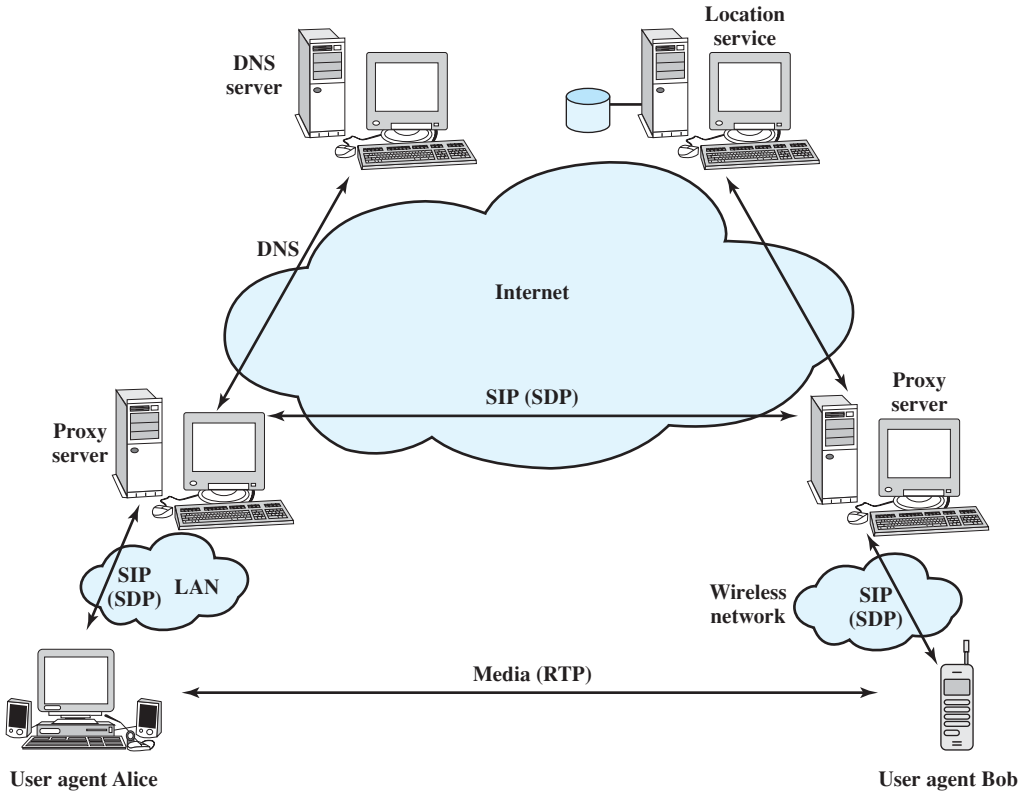 Location
service
DNS
server
DNS
Internet
SIP (SDP)
Proxy
server
Proxy
server
SIP
(SDP)
LAN
Wireless
network
SIP
(SDP)
Media (RTP)
User agent Alice
User agent Bob